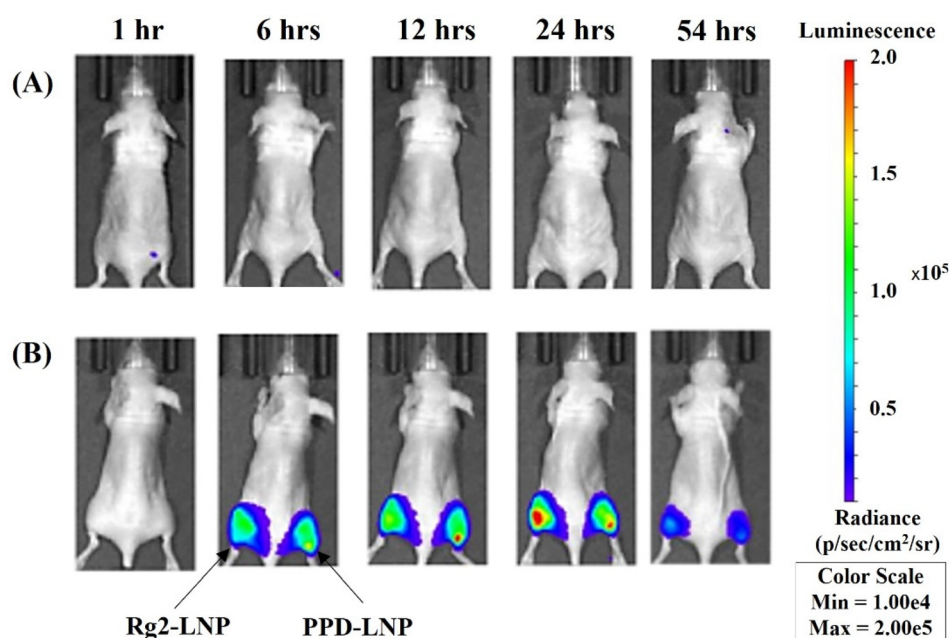 1 hr 6 hrs 12 hrs 24 hrs 54 hrs Luminescence
(A)
2.0
1.5
×10⁵
1.0
0.5
(B)
Radiance
(p/sec/cm²/sr)
Color Scale
Min = 1.00e4
Max = 2.00e5
Rg2-LNP PPD-LNP